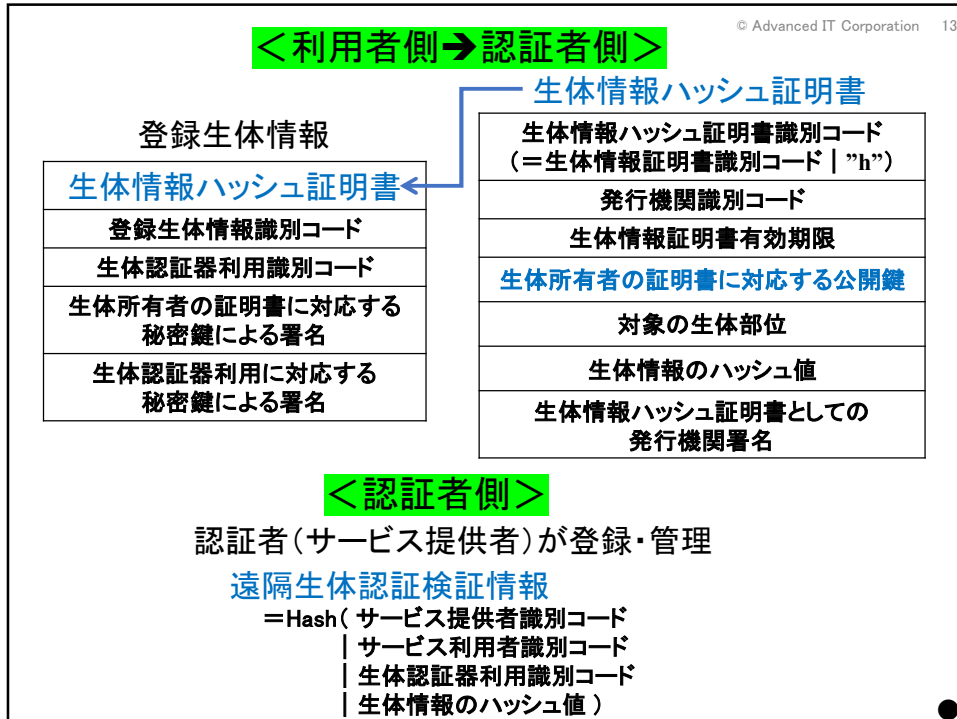 © Advanced IT Corporation 13
＜利用者側➔認証者側＞
生体情報ハッシュ証明書
登録生体情報
生体情報ハッシュ証明書
登録生体情報識別コード
生体認証器利用識別コード
生体所有者の証明書に対応する
秘密鍵による署名
生体認証器利用に対応する
秘密鍵による署名
生体情報ハッシュ証明書識別コード
（＝生体情報証明書識別コード｜”h”）
発行機関識別コード
生体情報証明書有効期限
生体所有者の証明書に対応する公開鍵
対象の生体部位
生体情報のハッシュ値
生体情報ハッシュ証明書としての
発行機関署名
＜認証者側＞
認証者（サービス提供者）が登録・管理
遠隔生体認証検証情報
＝Hash（ サービス提供者識別コード
｜サービス利用者識別コード
｜生体認証器利用識別コード
｜生体情報のハッシュ値 ）